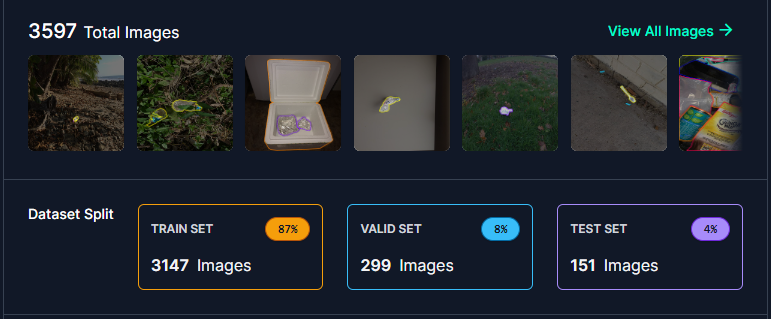 3597 Total Images
View All Images →
Dataset Split
TRAIN SET
87%
3147 Images
VALID SET
8%
299 Images
TEST SET
4%
151 Images